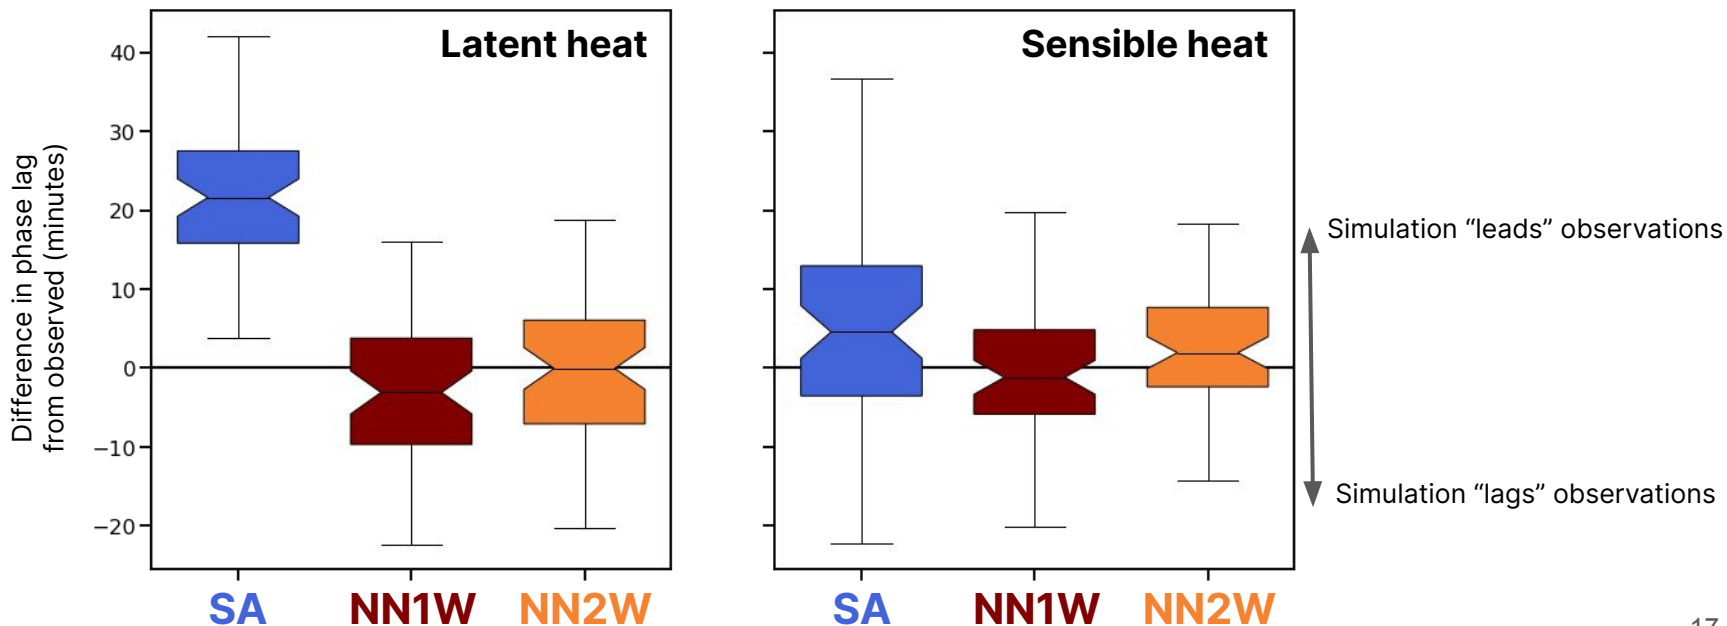 Difference in phase lag
from observed (minutes)
40
30
20
10
0
−10
−20
Latent heat
SA
NN1W
NN2W
Sensible heat
SA
NN1W
NN2W
Simulation “leads” observations
Simulation “lags” observations
17